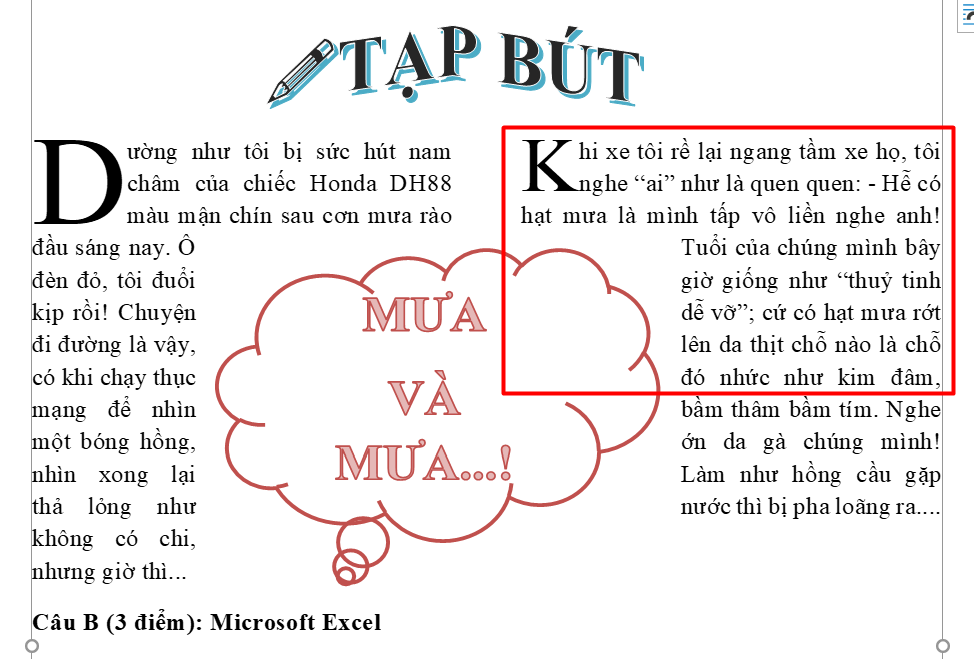 TẠP BÚT
Dường như tôi bị sức hút nam
châm của chiếc Honda DH88
màu mận chín sau cơn mưa rào
đầu sáng nay. Ô
đèn đỏ, tôi đuổi
kịp rồi! Chuyện
đi đường là vậy,
có khi chạy thục
mạng để nhìn
một bóng hồng,
nhìn xong lại
thả lỏng như
không có chi,
nhưng giờ thì...
MƯA
VÀ
MƯA...!
Khi xe tôi rề lại ngang tầm xe họ, tôi
nghe “ai” như là quen quen: - Hễ có
hạt mưa là mình tấp vô liền nghe anh!
Tuổi của chúng mình bây
giờ giống như “thuỷ tinh
dễ vỡ”; cứ có hạt mưa rớt
lên da thịt chỗ nào là chỗ
đó nhức như kim đâm,
bầm thâm bầm tím. Nghe
ớn da gà chúng mình!
Làm như hồng cầu gặp
nước thì bị pha loãng ra....
Câu B (3 điểm): Microsoft Excel